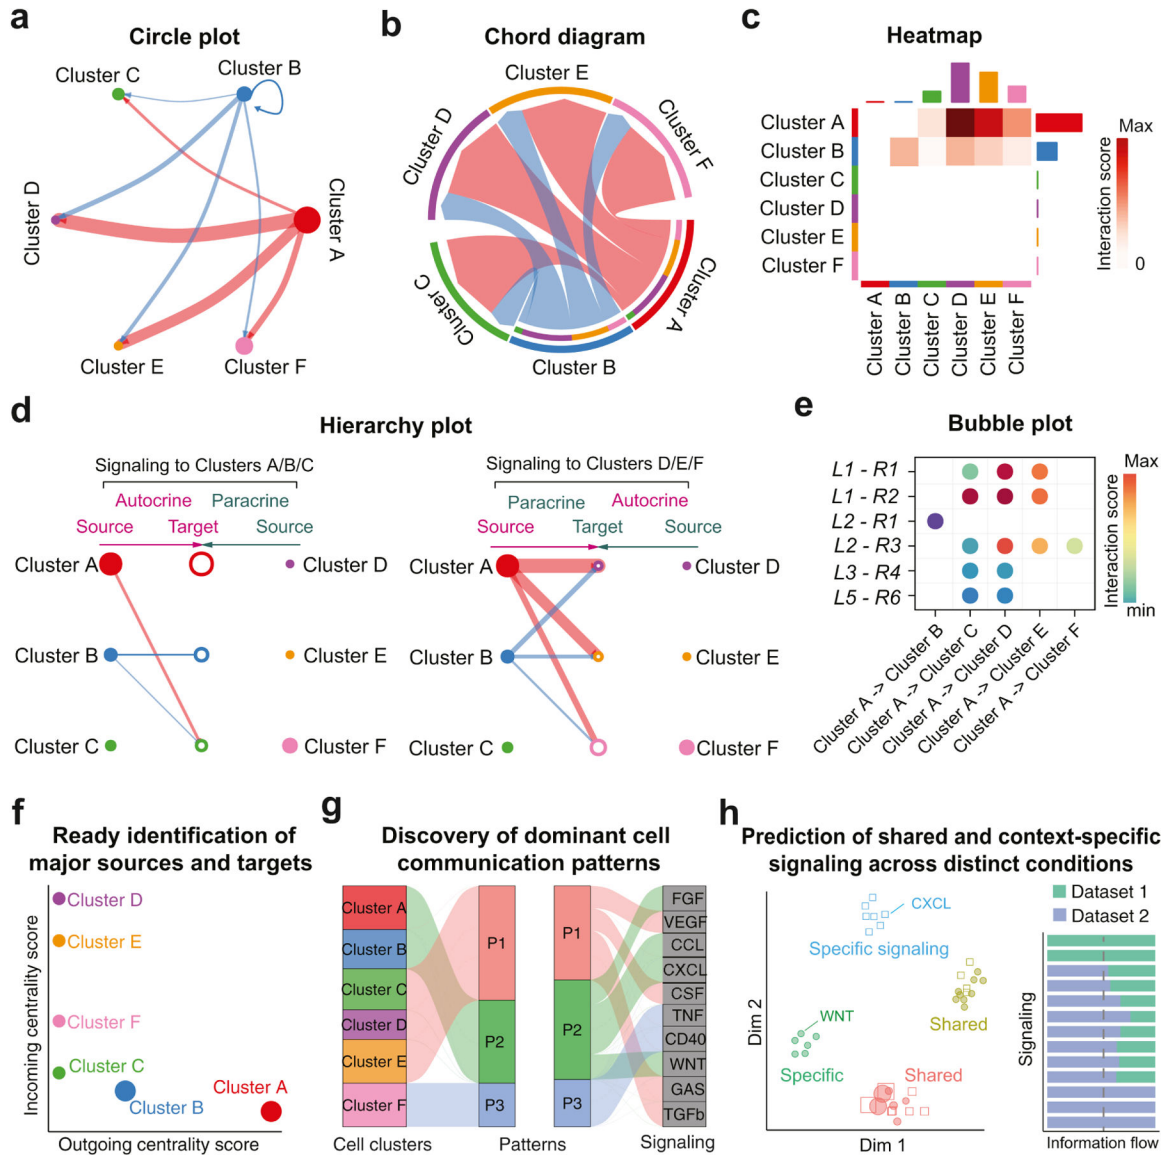 a
Circle plot
Cluster C
Cluster B
Cluster D
Cluster A
Cluster E
Cluster F
b
Chord diagram
Cluster E
Cluster D
Cluster F
Cluster C
Cluster A
Cluster B
c
Heatmap
Cluster A
Cluster B
Cluster C
Cluster D
Cluster E
Cluster F
Cluster A
Cluster B
Cluster C
Cluster D
Cluster E
Cluster F
Max
Interaction score
0
d
Hierarchy plot
Signaling to Clusters A/B/C
Autocrine
Paracrine
Source
Target
Source
Cluster A
Cluster D
Cluster B
Cluster E
Cluster C
Cluster F
Signaling to Clusters D/E/F
Paracrine
Autocrine
Source
Target
Source
Cluster A
Cluster D
Cluster B
Cluster E
Cluster C
Cluster F
e
Bubble plot
L1 - R1
L1 - R2
L2 - R1
L2 - R3
L3 - R4
L5 - R6
Cluster A -> Cluster B
Cluster A -> Cluster C
Cluster A -> Cluster D
Cluster A -> Cluster E
Cluster A -> Cluster F
Max
Interaction score
min
f
Ready identification of
major sources and targets
Incoming centrality score
Cluster D
Cluster E
Cluster F
Cluster C
Cluster B
Cluster A
Outgoing centrality score
g
Discovery of dominant cell
communication patterns
Cluster A
Cluster B
Cluster C
Cluster D
Cluster E
Cluster F
P1
P2
P3
P1
P2
P3
FGF
VEGF
CCL
CXCL
CSF
TNF
CD40
WNT
GAS
TGFb
Cell clusters
Patterns
Signaling
h
Prediction of shared and context-specific
signaling across distinct conditions
Dim 2
CXCL
Specific signaling
Shared
WNT
Specific
Shared
Dim 1
Dataset 1
Dataset 2
Signaling
Information flow